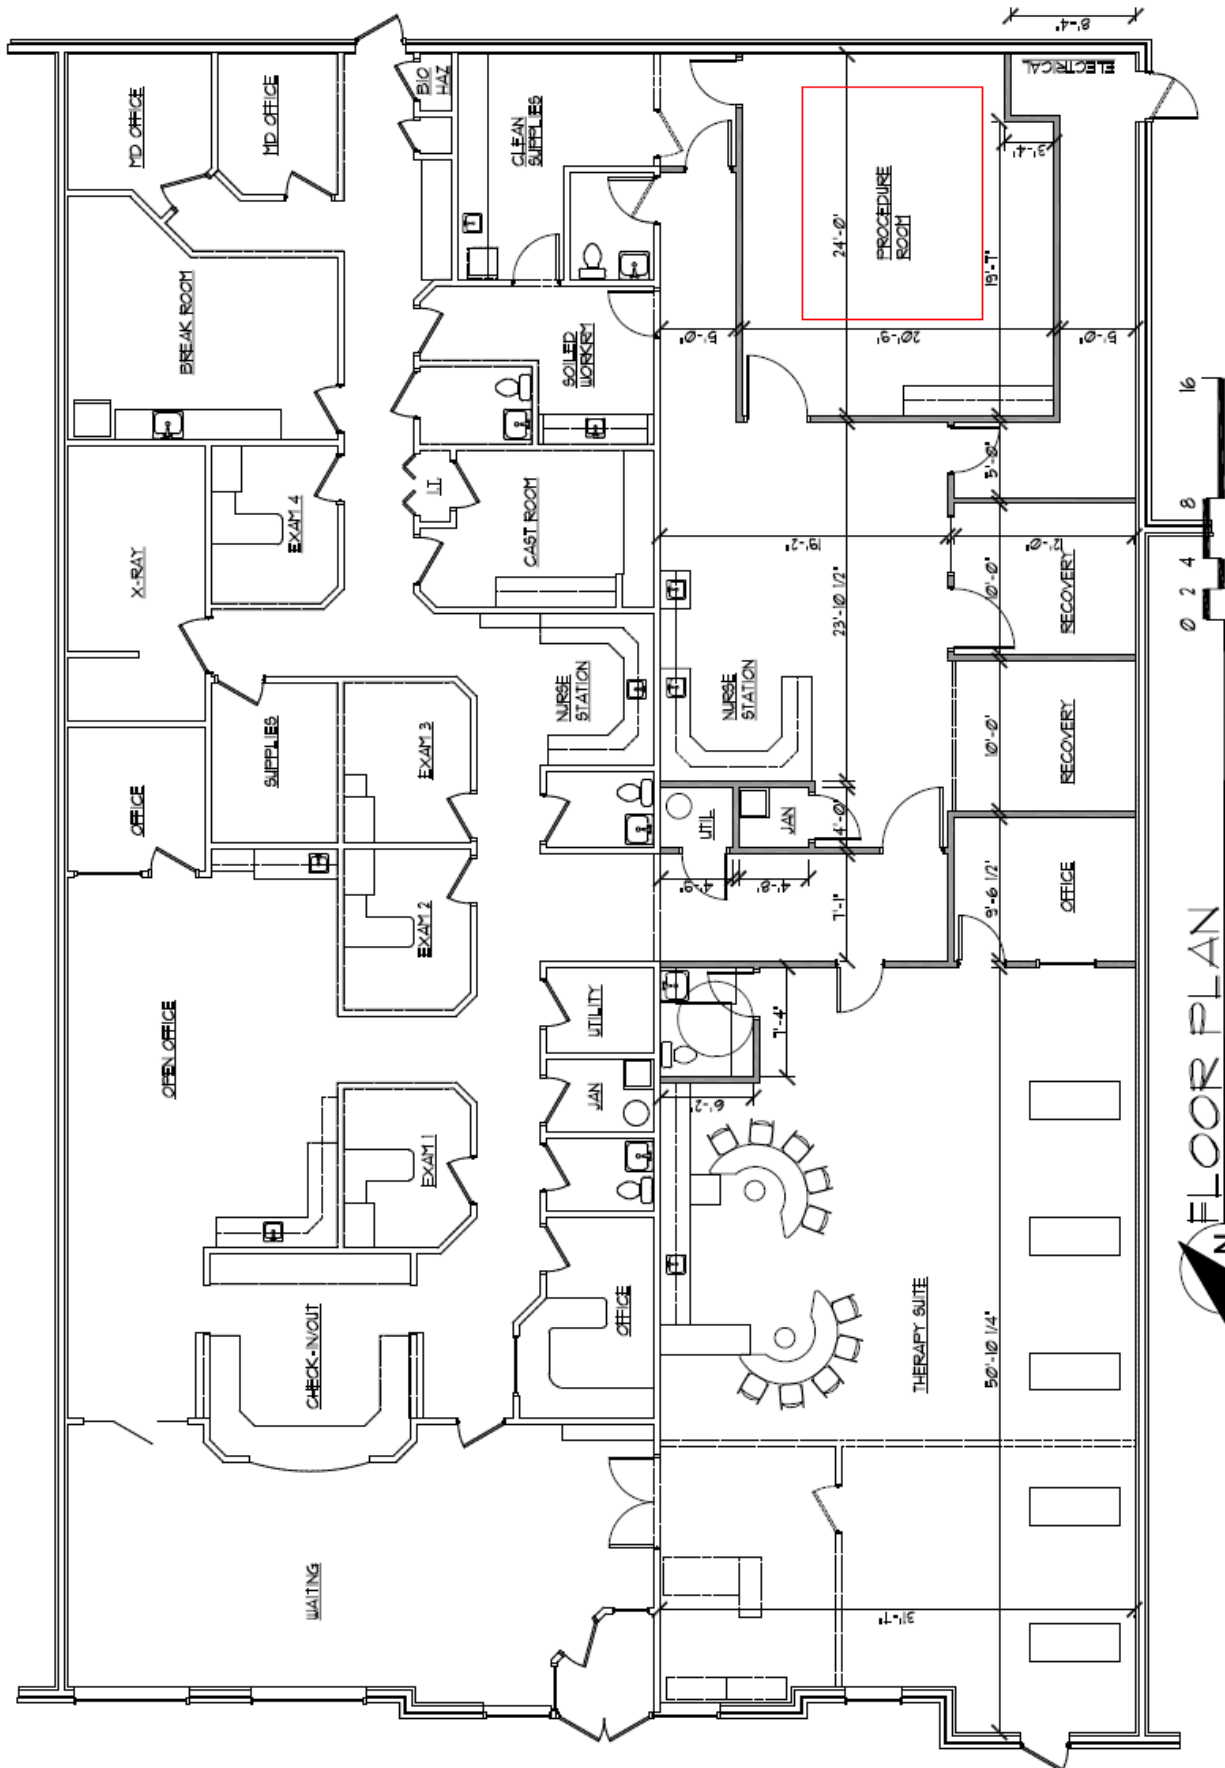 MD OFFICE
MD OFFICE
BIO
HAZ
CLEAN
SUPPLIES
ELECTRICAL
8'-4"
3'-4"
PROCEDURE
ROOM
24'-0"
19'-7"
BREAK ROOM
SOILED
WORKRM
5'-0"
20'-9"
5'-0"
X-RAY
EXAM 4
I.T.
CAST ROOM
5'-0"
19'-2"
12'-0"
10'-0"
RECOVERY
23'-10 1/2"
SUPPLIES
EXAM 3
NURSE
STATION
NURSE
STATION
10'-0"
RECOVERY
OFFICE
UTIL
JAN
4'-0"
EXAM 2
4'-9"
4'-8"
7'-1"
9'-6 1/2"
OFFICE
OPEN OFFICE
UTILITY
7'-4"
JAN
6'-2"
EXAM 1
CHECK-IN/OUT
OFFICE
THERAPY SUITE
50'-10 1/4"
WAITING
31'-7"
0 2 4 8 16
FLOOR PLAN
N